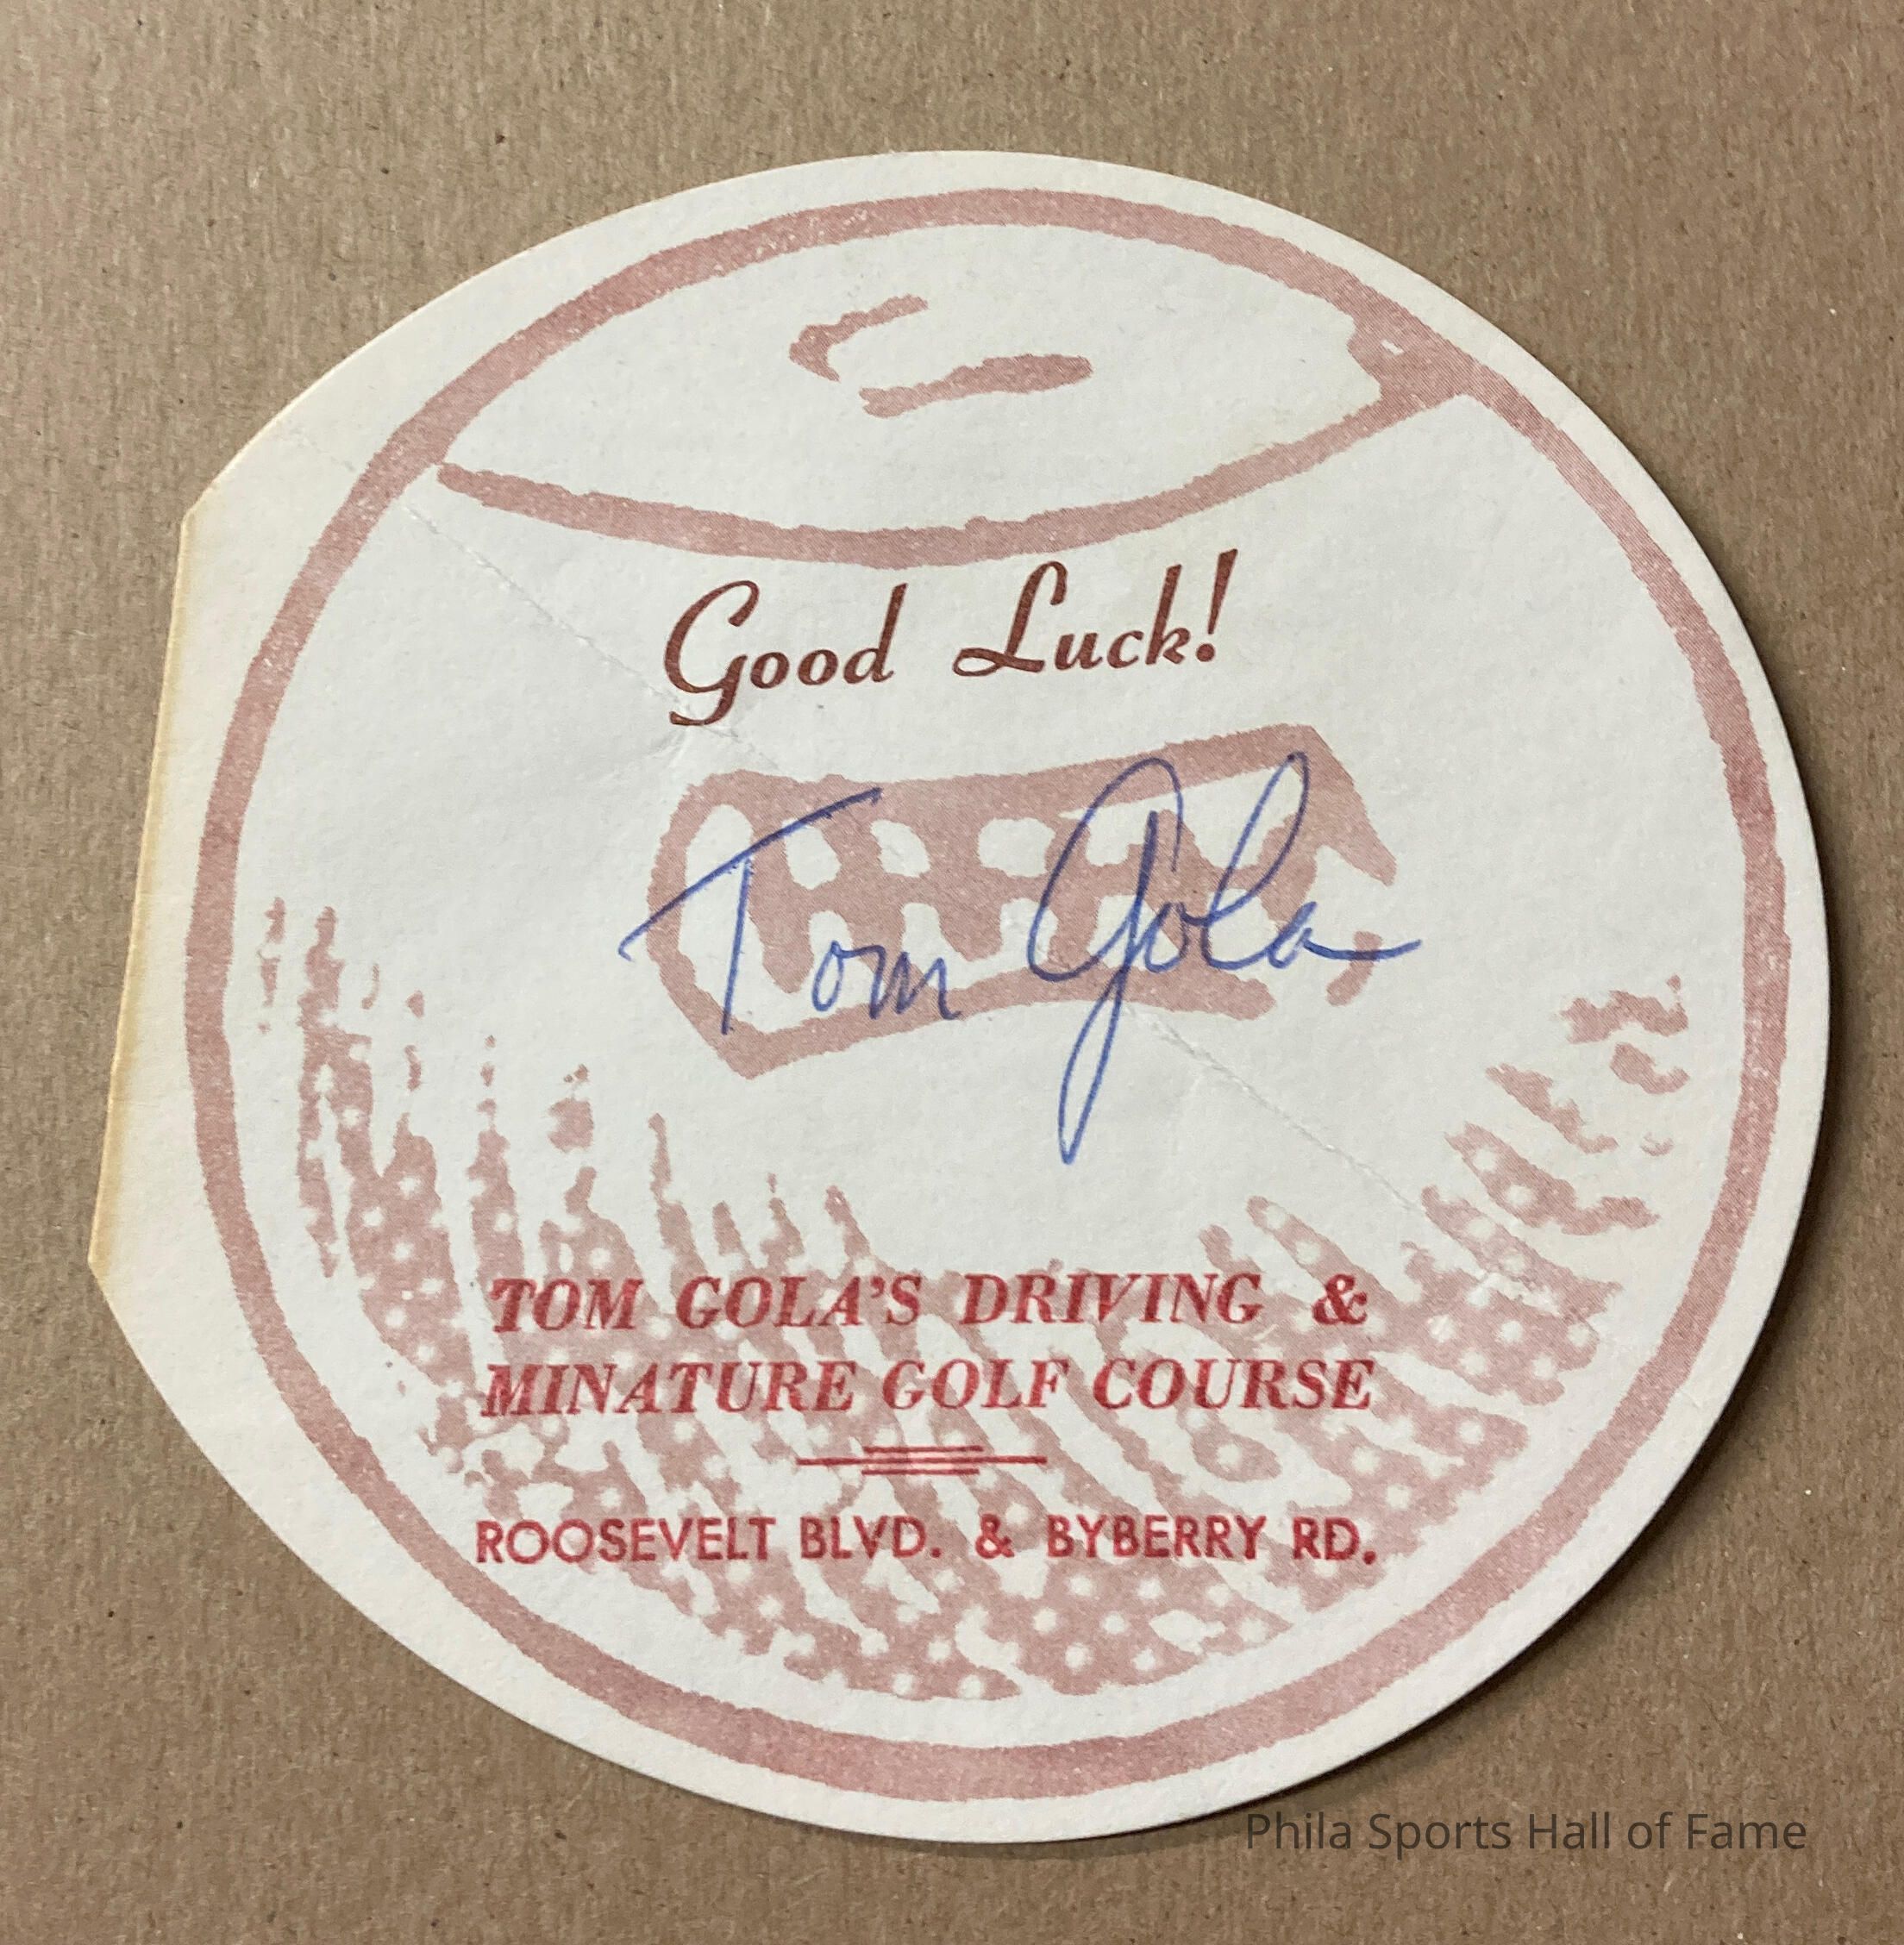 Good Luck!
Tom Gola
TOM GOLA'S DRIVING &
MINATURE GOLF COURSE
ROOSEVELT BLVD. & BYBERRY RD.
Phila Sports Hall of Fame